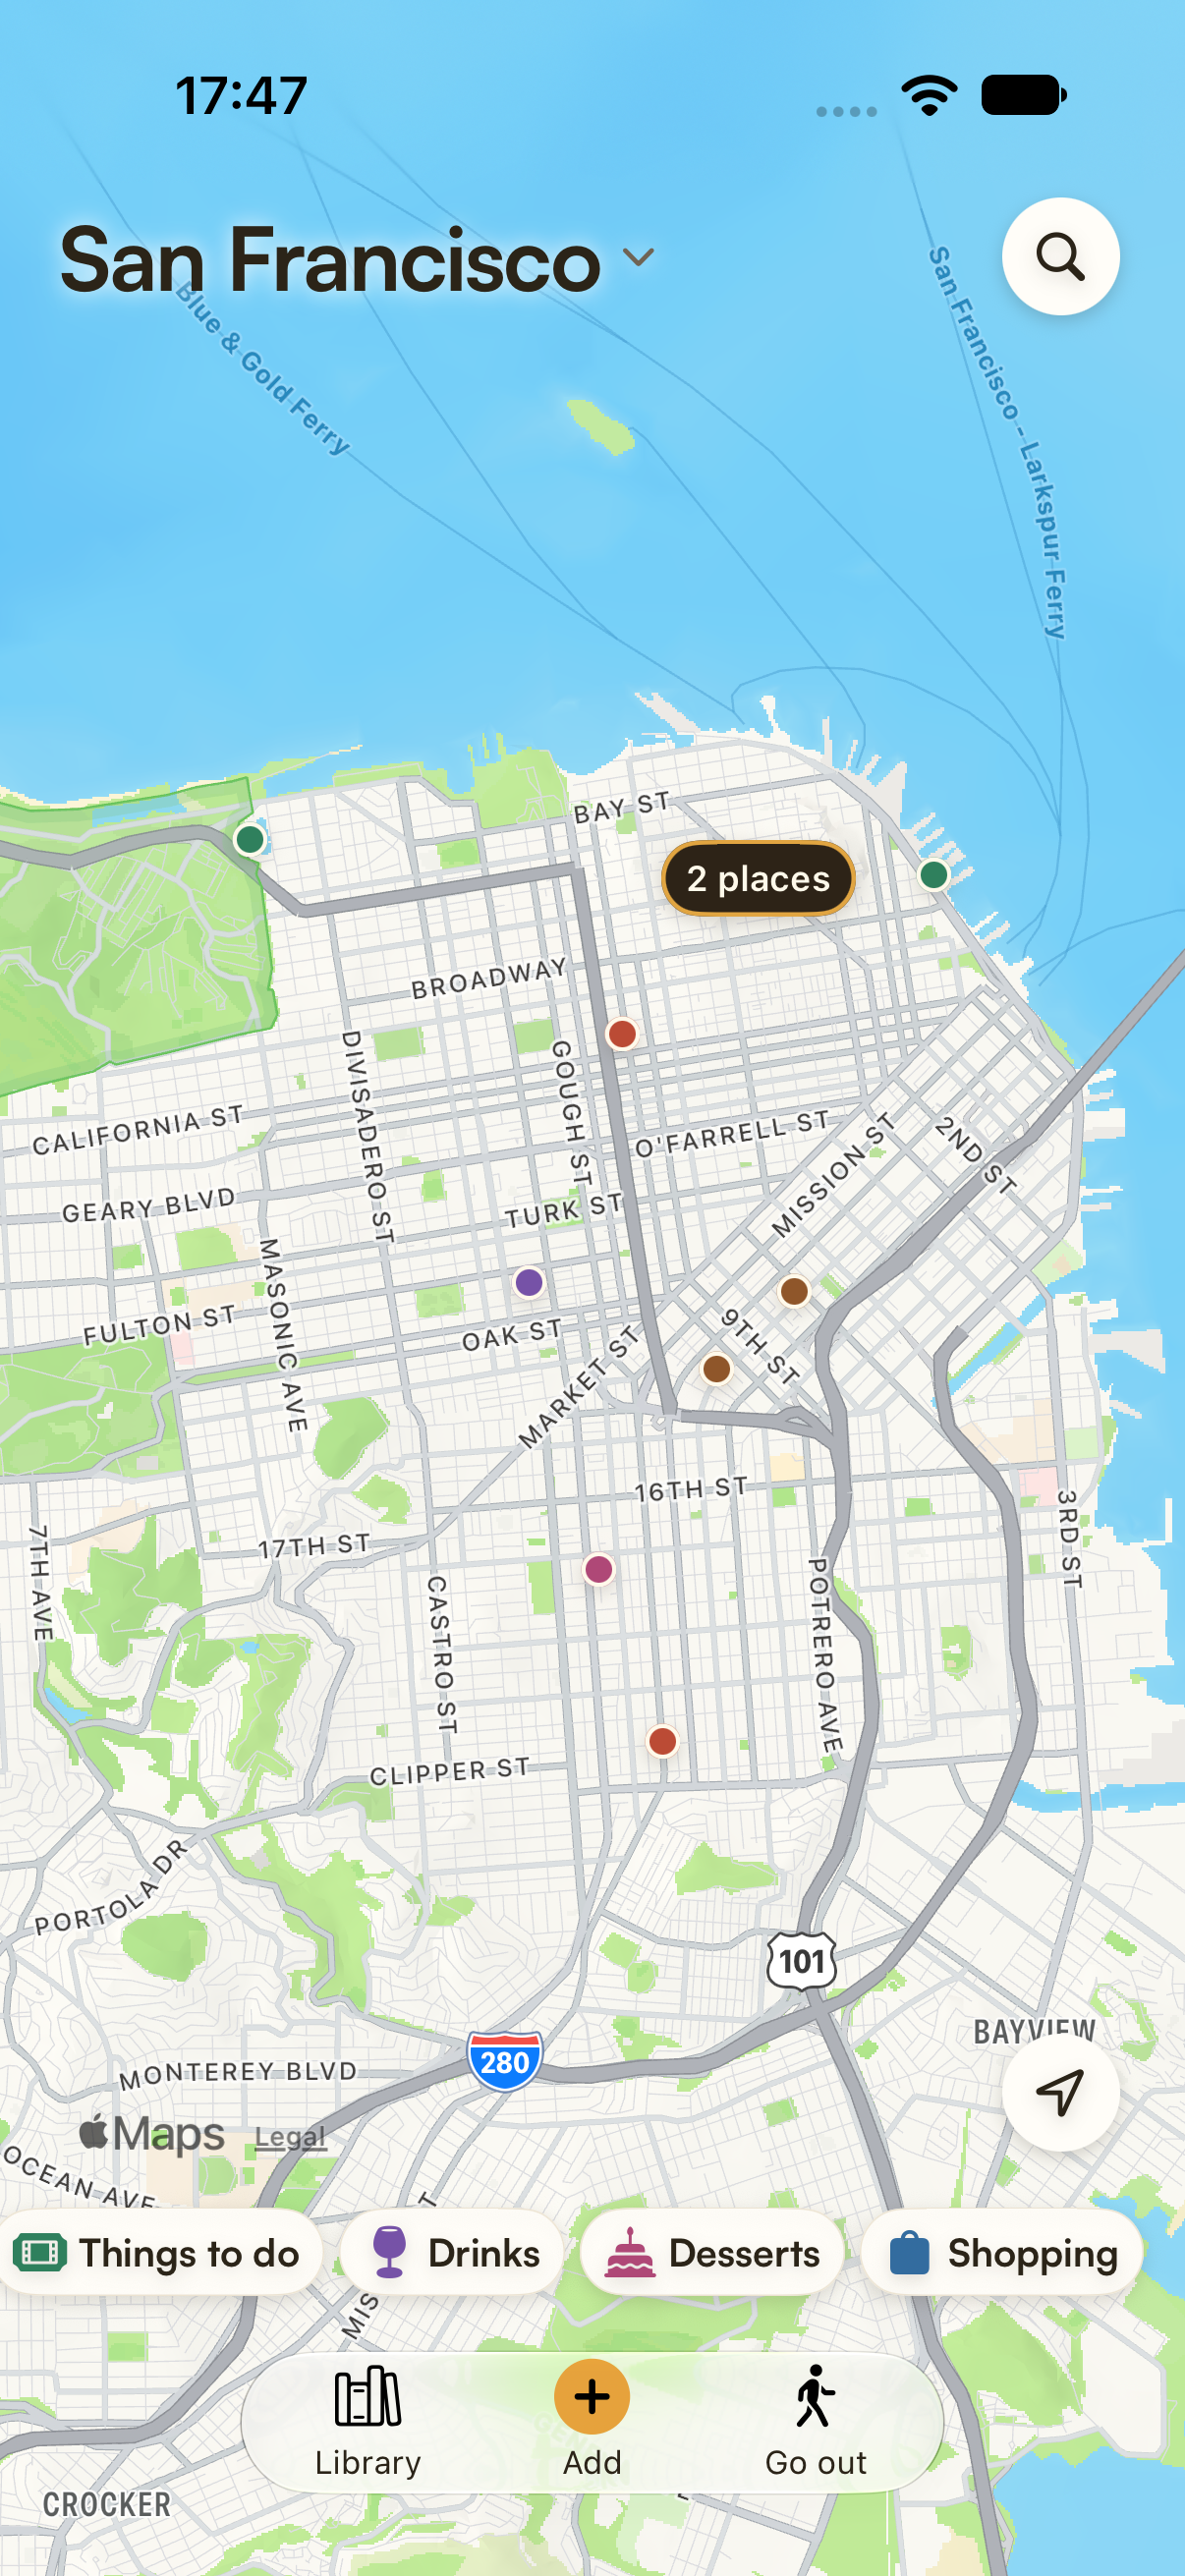 17:47
San Francisco
Blue & Gold Ferry
San Francisco - Larkspur Ferry
BAY ST
2 places
BROADWAY
DIVISADERO ST
GOUGH ST
CALIFORNIA ST
O'FARRELL ST
MISSION ST
2ND ST
GEARY BLVD
TURK ST
MASONIC AVE
FULTON ST
OAK ST
9TH ST
MARKET ST
16TH ST
7TH AVE
17TH ST
3RD ST
CASTRO ST
POTRERO AVE
CLIPPER ST
PORTOLA DR
101
BAYVIEW
280
MONTEREY BLVD
Maps Legal
OCEAN AVE
T
Things to do
Drinks
Desserts
Shopping
MIS
Library
Add
Go out
CROCKER